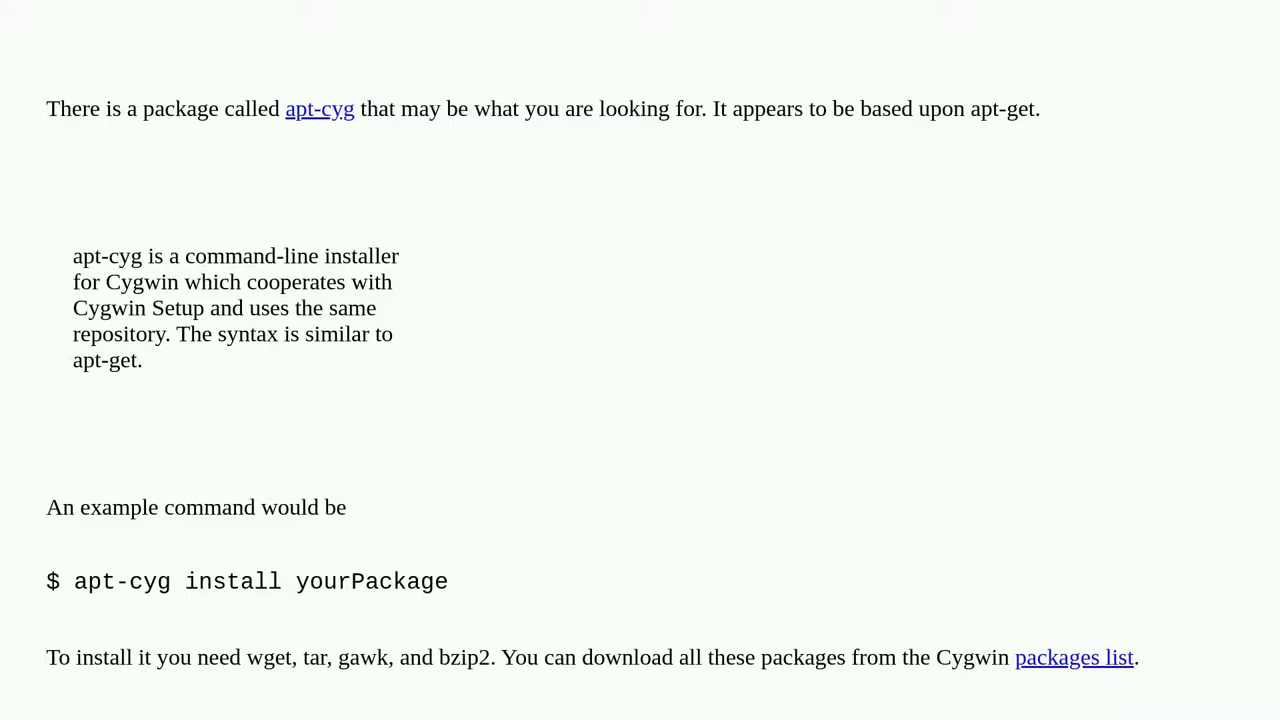 There is a package called apt-cyg that may be what you are looking for. It appears to be based upon apt-get.
apt-cyg is a command-line installer
for Cygwin which cooperates with
Cygwin Setup and uses the same
repository. The syntax is similar to
apt-get.
An example command would be
$ apt-cyg install yourPackage
To install it you need wget, tar, gawk, and bzip2. You can download all these packages from the Cygwin packages list.